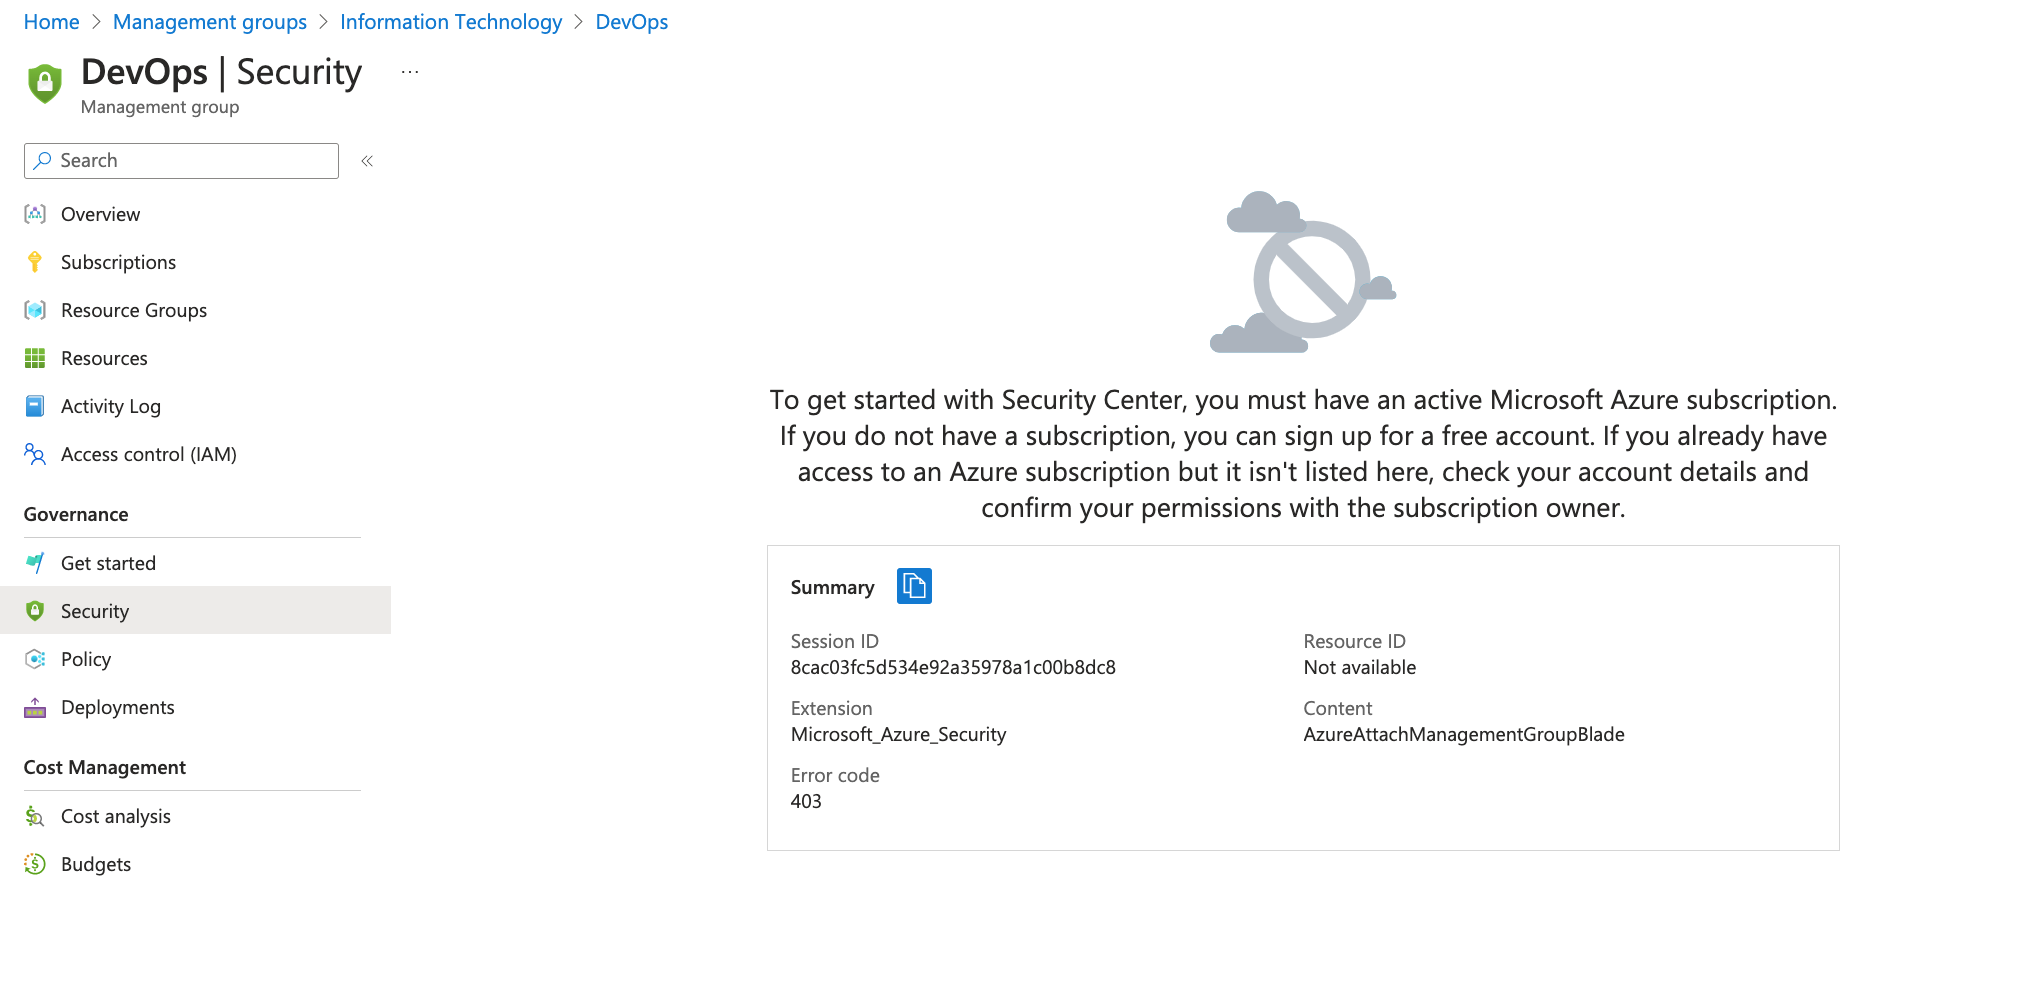 Home > Management groups > Information Technology > DevOps
DevOps | Security ...
Management group
Search «
Overview
Subscriptions
Resource Groups
Resources
Activity Log
Access control (IAM)
Governance
Get started
Security
Policy
Deployments
Cost Management
Cost analysis
Budgets
To get started with Security Center, you must have an active Microsoft Azure subscription.
If you do not have a subscription, you can sign up for a free account. If you already have
access to an Azure subscription but it isn't listed here, check your account details and
confirm your permissions with the subscription owner.
Summary
Session ID
8cac03fc5d534e92a35978a1c00b8dc8
Resource ID
Not available
Extension
Microsoft_Azure_Security
Content
AzureAttachManagementGroupBlade
Error code
403